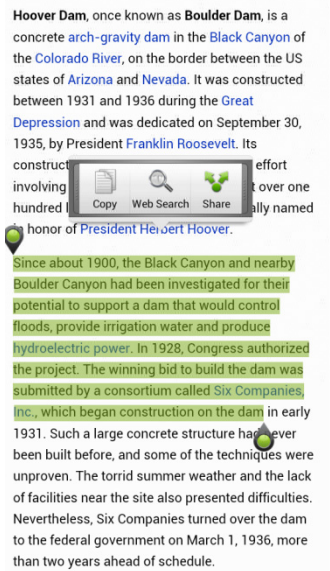 Hoover Dam, once known as Boulder Dam, is a
concrete arch-gravity dam in the Black Canyon of
the Colorado River, on the border between the US
states of Arizona and Nevada. It was constructed
between 1931 and 1936 during the Great
Depression and was dedicated on September 30,
1935, by President Franklin Roosevelt. Its
effort
Copy Web Search Share
involving over one
hundred named
in honor of President Herbert Hoover.
Since about 1900, the Black Canyon and nearby
Boulder Canyon had been investigated for their
potential to support a dam that would control
floods, provide irrigation water and produce
hydroelectric power. In 1928, Congress authorized
the project. The winning bid to build the dam was
submitted by a consortium called Six Companies,
Inc., which began construction on the dam in early
1931. Such a large concrete structure had never
been built before, and some of the techniques were
unproven. The torrid summer weather and the lack
of facilities near the site also presented difficulties.
Nevertheless, Six Companies turned over the dam
to the federal government on March 1, 1936, more
than two years ahead of schedule.